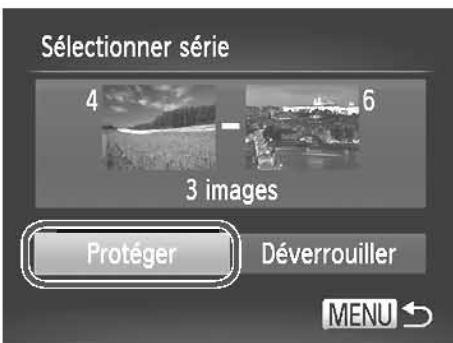 Sélectionner série
4 6
3 images
Protéger Déverrouiller
MENU